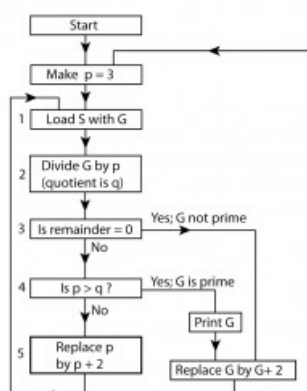 Start
Make p = 3
1 Load S with G
2 Divide G by p
(quotient is q)
3 Is remainder = 0
Yes; G not prime
No
4 Is p > q ?
Yes; G is prime
No
Print G
5 Replace p
by p + 2
Replace G by G+ 2